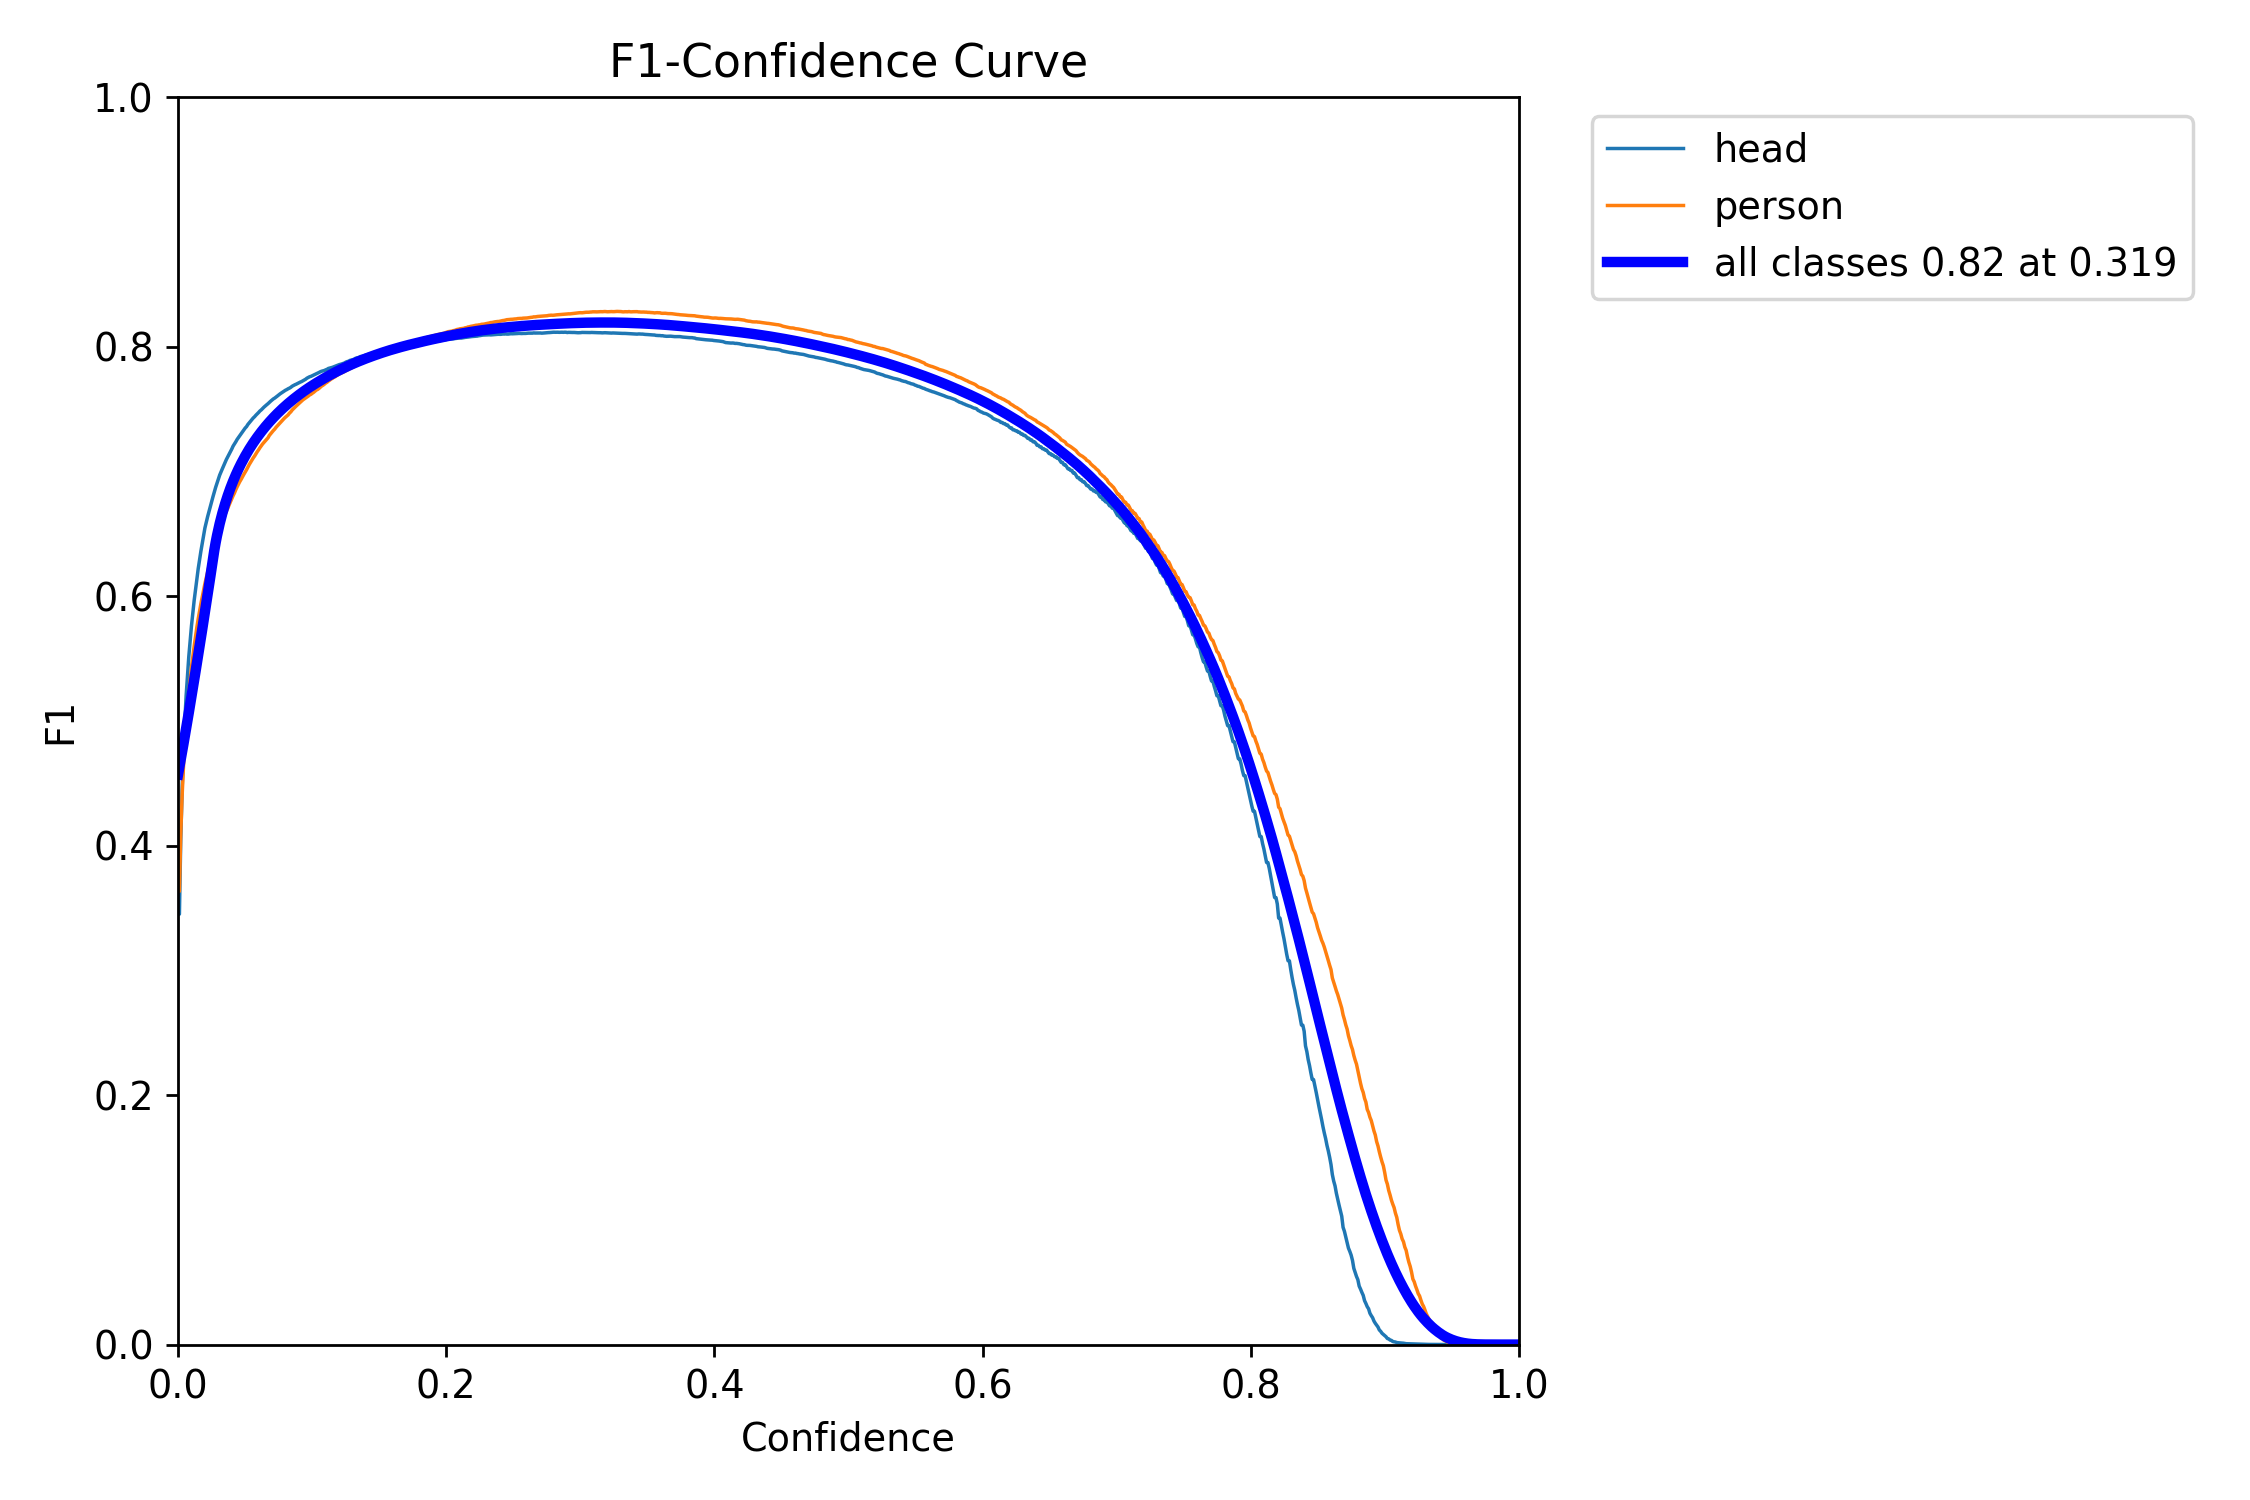 F1-Confidence Curve
1.0
0.8
0.6
0.4
0.2
0.0
F1
0.0 0.2 0.4 0.6 0.8 1.0
Confidence
head
person
all classes 0.82 at 0.319